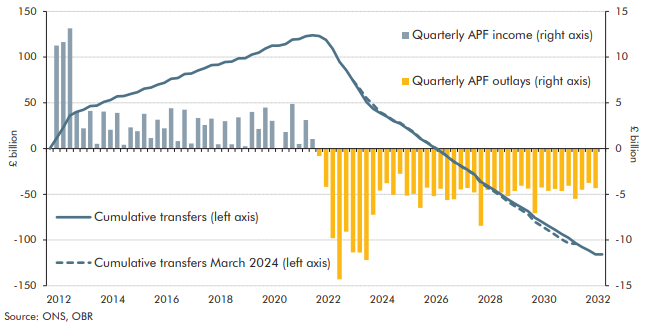 150
15
Quarterly APF income (right axis)
100
10
Quarterly APF outlays (right axis)
50
5
0
0
£ billion
£ billion
-50
-5
Cumulative transfers (left axis)
-100
-10
Cumulative transfers March 2024 (left axis)
-150
-15
2012 2014 2016 2018 2020 2022 2024 2026 2028 2030 2032
Source: ONS, OBR